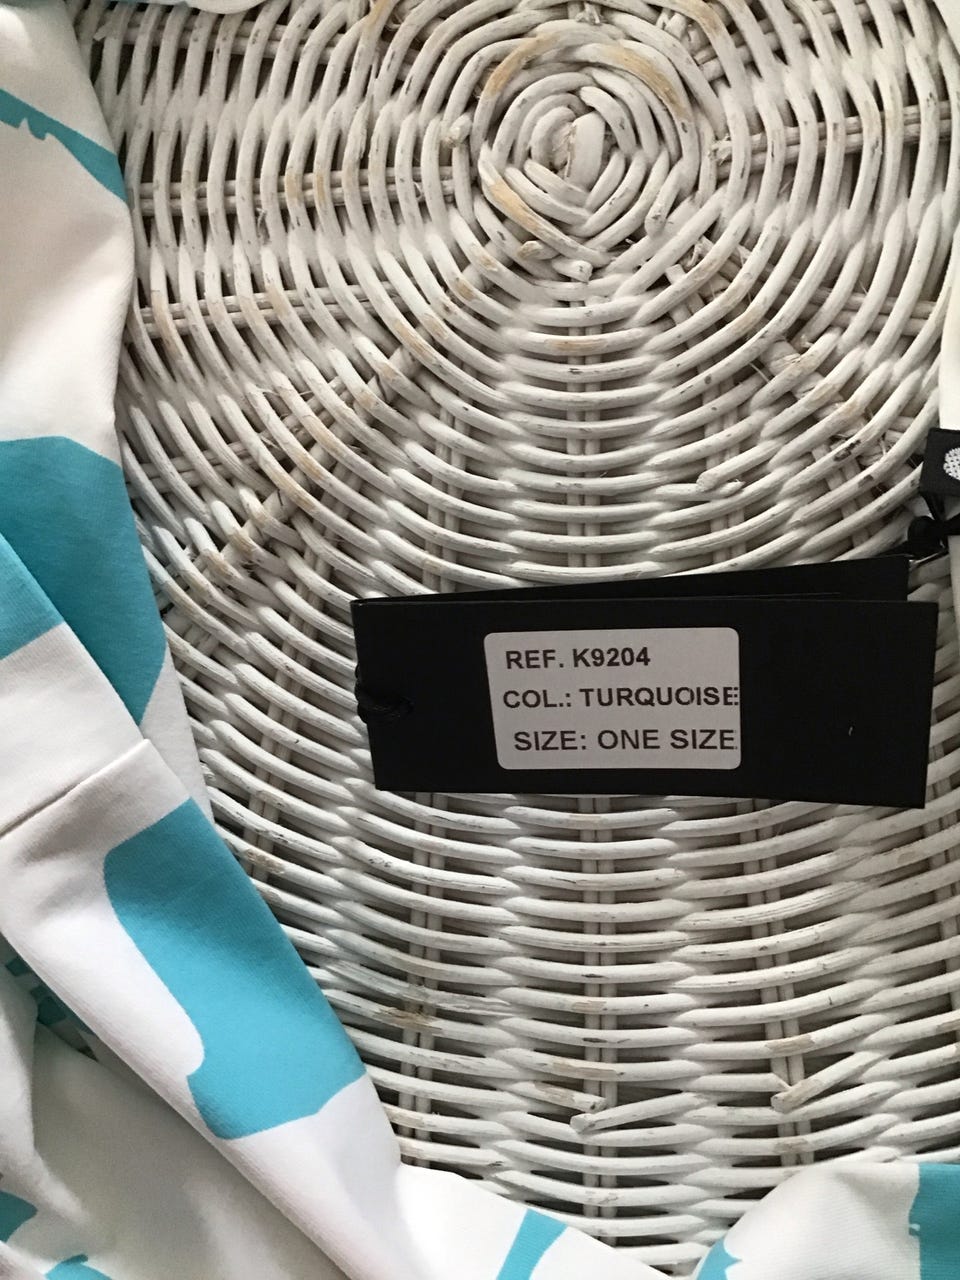 REF. K9204
COL.: TURQUOISE
SIZE: ONE SIZE